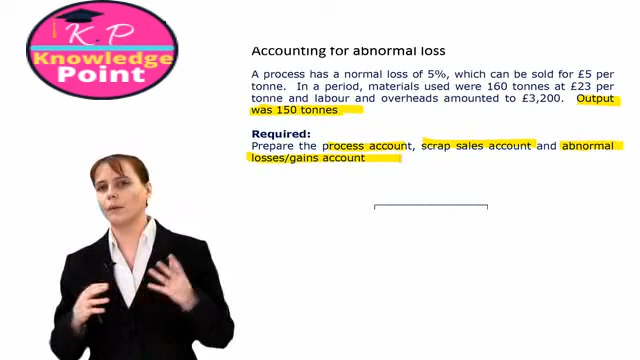 K.P
Knowledge
Point
Accounting for abnormal loss
A process has a normal loss of 5%, which can be sold for £5 per
tonne. In a period, materials used were 160 tonnes at £23 per
tonne and labour and overheads amounted to £3,200. Output
was 150 tonnes
Required:
Prepare the process account, scrap sales account and abnormal
losses/gains account